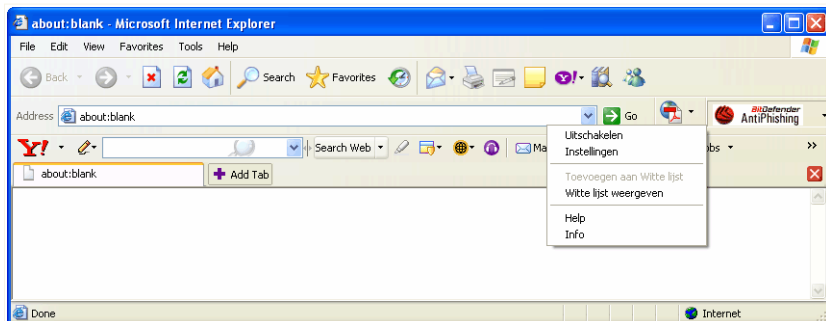 about:blank - Microsoft Internet Explorer
File Edit View Favorites Tools Help
Back Search Favorites
Address about:blank Go BitDefender AntiPhishing
Y! Search Web
about:blank Add Tab
Uitschakelen
Instellingen
Toevoegen aan Witte lijst
Witte lijst weergeven
Help
Info
Done Internet